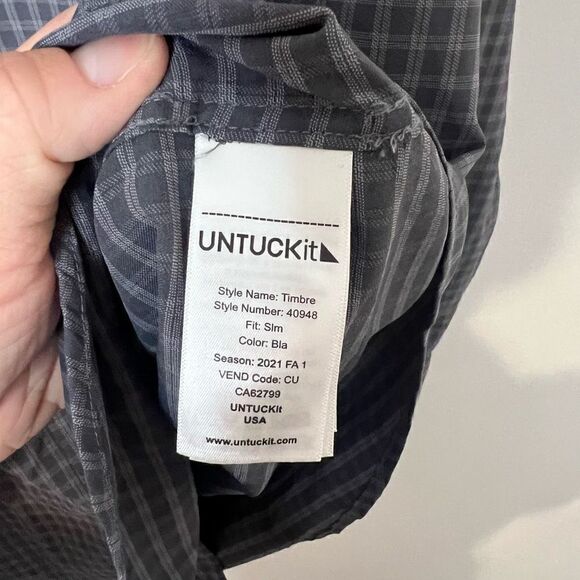 UNTUCKit
Style Name: Timbre
Style Number: 40948
Fit: Slm
Color: Bla
Season: 2021 FA 1
VEND Code: CU
CA62799
UNTUCKit
USA
www.untuckit.com